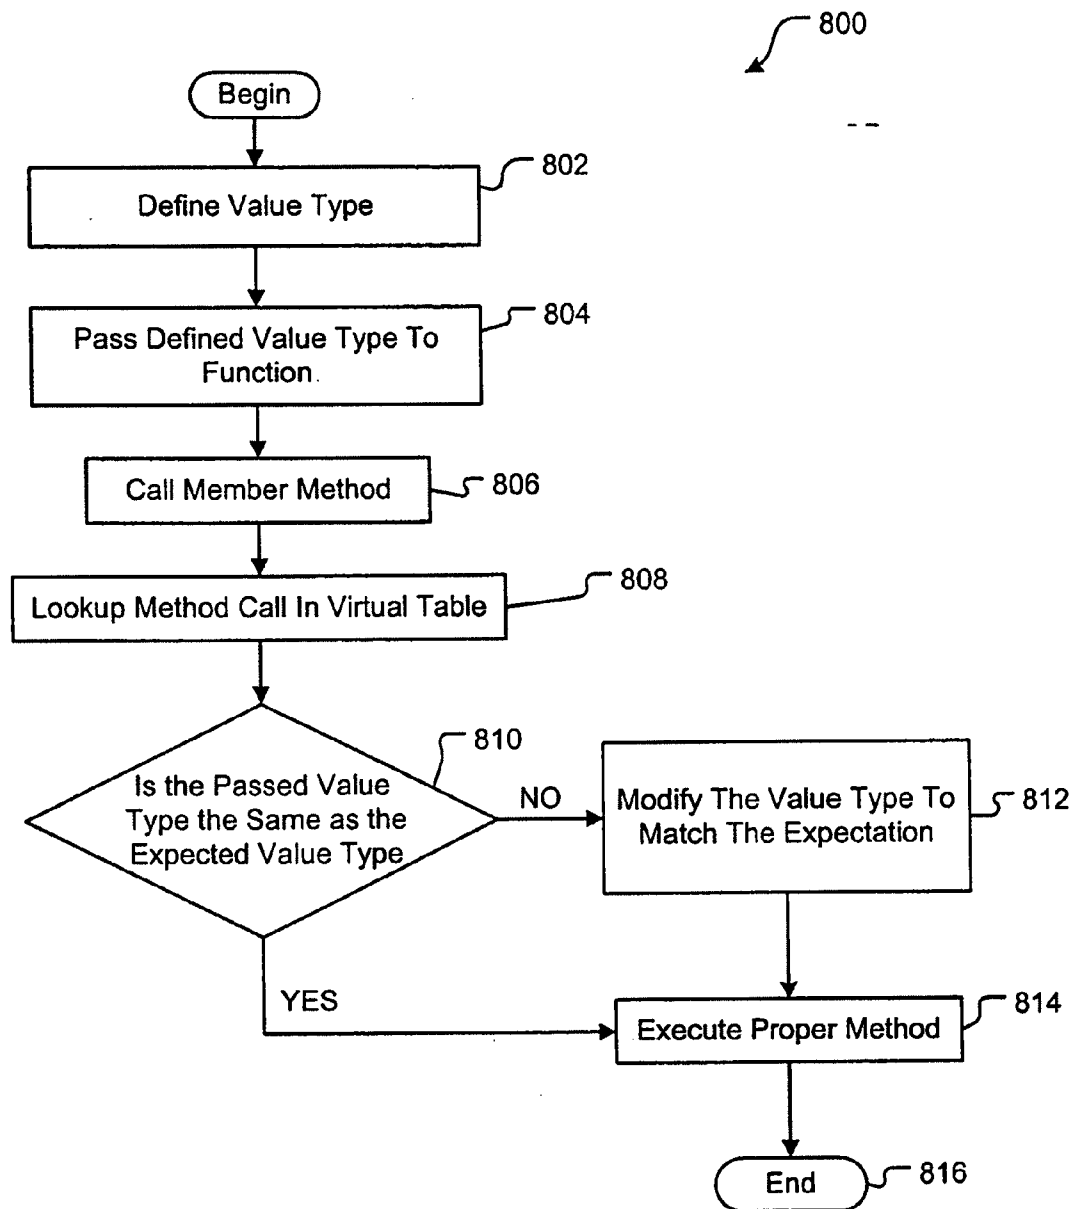 800
Begin
802
Define Value Type
804
Pass Defined Value Type To
Function
Call Member Method
806
808
Lookup Method Call In Virtual Table
810
Is the Passed Value
Type the Same as the
Expected Value Type
NO
Modify The Value Type To
Match The Expectation
812
YES
814
Execute Proper Method
End
816